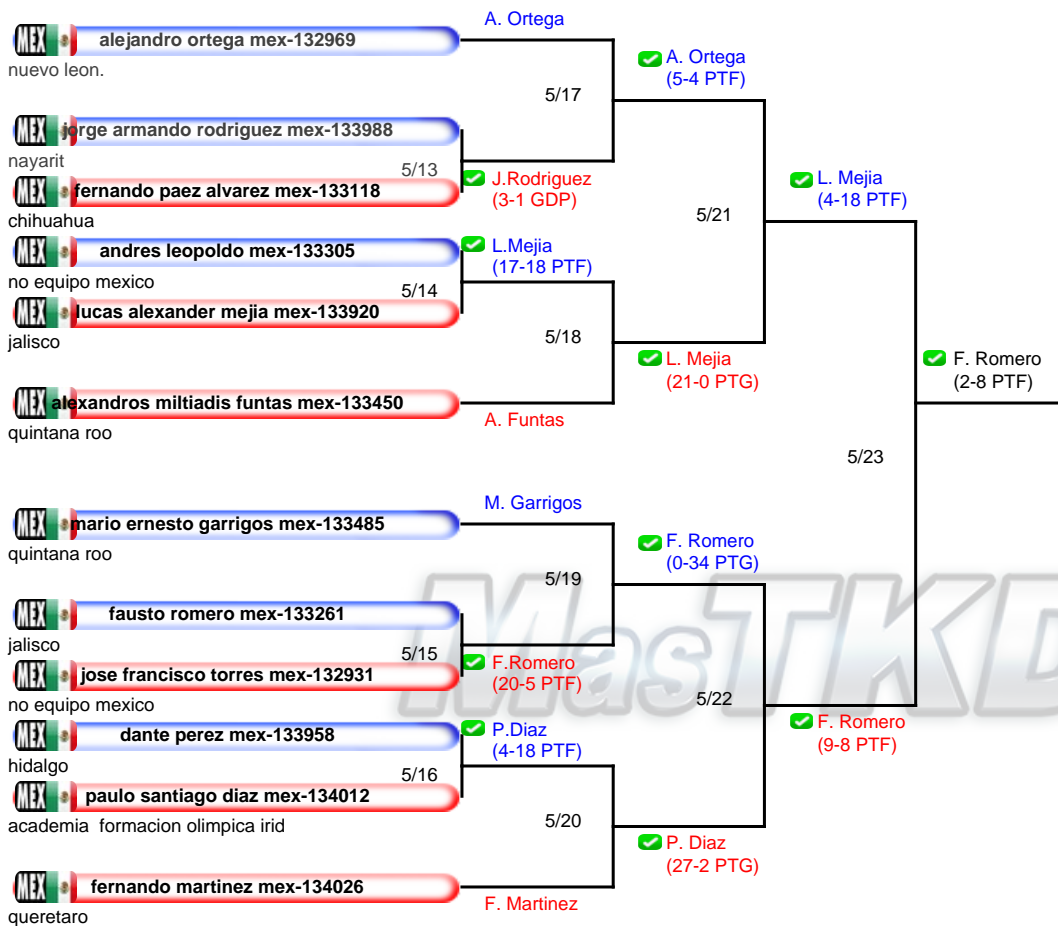 A. Ortega
MEX alejandro ortega mex-132969
nuevo leon.
A. Ortega
(5-4 PTF)
5/17
MEX jorge armando rodriguez mex-133988
nayarit
5/13
J.Rodriguez
(3-1 GDP)
MEX fernando paez alvarez mex-133118
chihuahua
L. Mejia
(4-18 PTF)
5/21
MEX andres leopoldo mex-133305
no equipo mexico
L.Mejia
(17-18 PTF)
5/14
MEX lucas alexander mejia mex-133920
jalisco
5/18
L. Mejia
(21-0 PTG)
MEX alexandros miltiadis funtas mex-133450
quintana roo
A. Funtas
F. Romero
(2-8 PTF)
5/23
M. Garrigos
MEX mario ernesto garrigos mex-133485
quintana roo
F. Romero
(0-34 PTG)
5/19
MEX fausto romero mex-133261
jalisco
5/15
F.Romero
(20-5 PTF)
MEX jose francisco torres mex-132931
no equipo mexico
MasTKD
5/22
F. Romero
(9-8 PTF)
MEX dante perez mex-133958
hidalgo
P.Diaz
(4-18 PTF)
5/16
MEX paulo santiago diaz mex-134012
academia  formacion olimpica irid
5/20
P. Diaz
(27-2 PTG)
MEX fernando martinez mex-134026
queretaro
F. Martinez